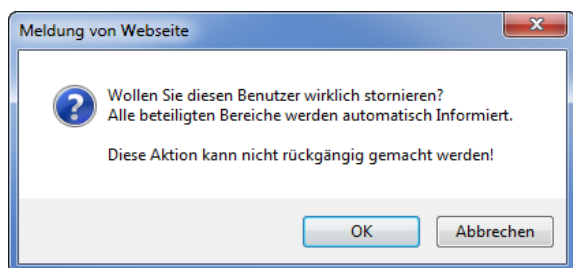 Meldung von Webseite
Wollen Sie diesen Benutzer wirklich stornieren?
Alle beteiligten Bereiche werden automatisch Informiert.
Diese Aktion kann nicht rückgängig gemacht werden!
OK Abbrechen